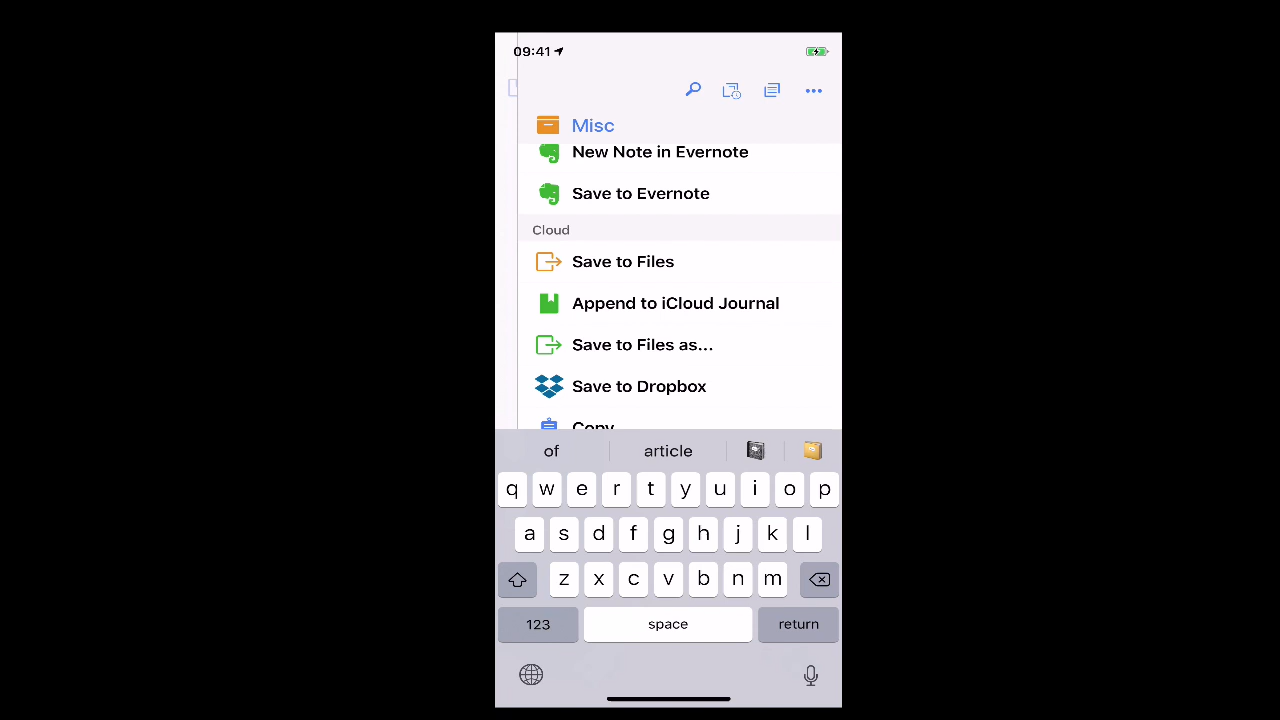 09:41
Misc
New Note in Evernote
Save to Evernote
Cloud
Save to Files
Append to iCloud Journal
Save to Files as...
Save to Dropbox
Copy
of article
q w e r t y u i o p
a s d f g h j k l
z x c v b n m
123 space return